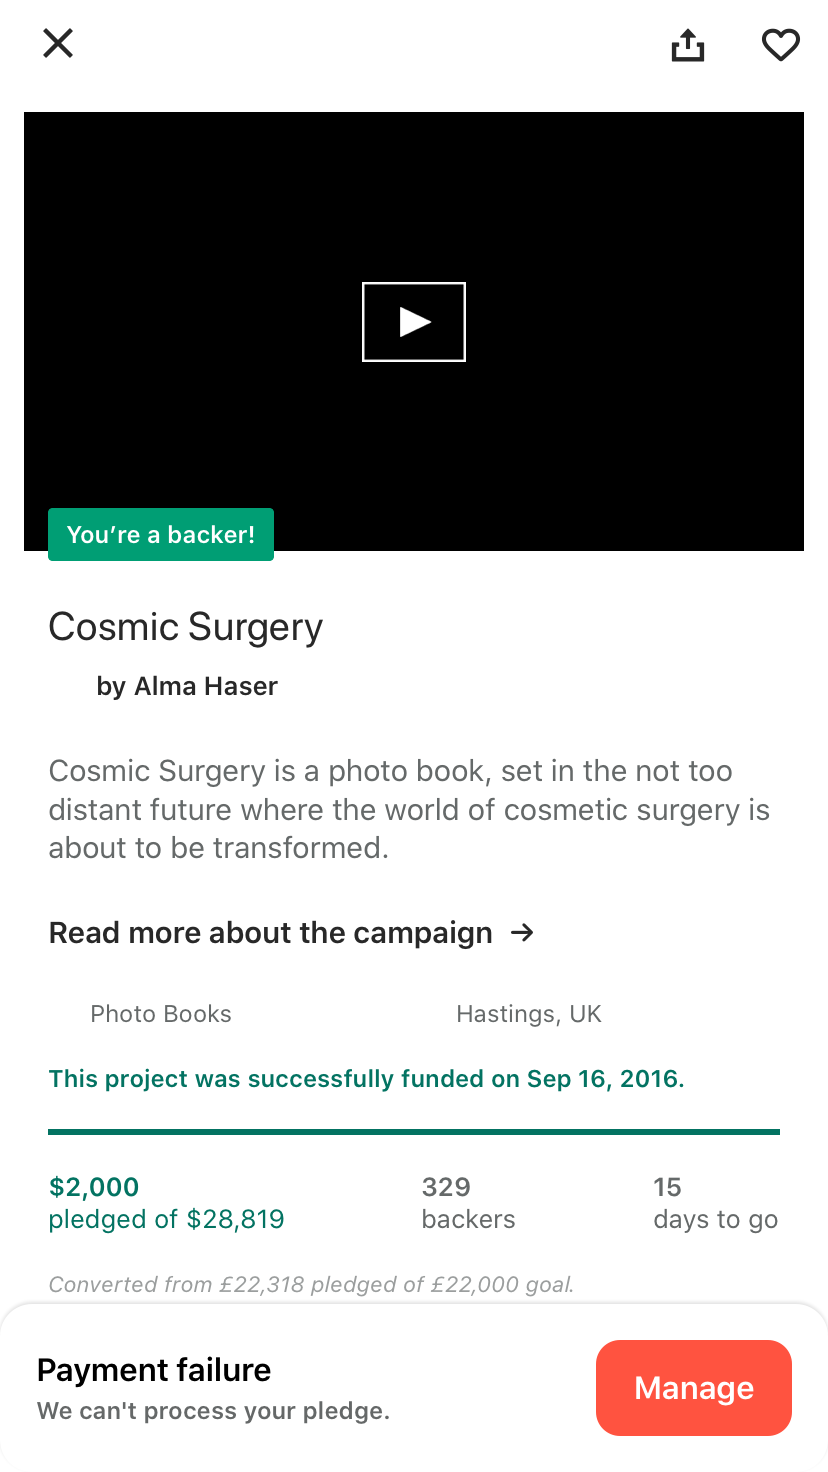 You’re a backer!
Cosmic Surgery
by Alma Haser
Cosmic Surgery is a photo book, set in the not too
distant future where the world of cosmetic surgery is
about to be transformed.
Read more about the campaign →
Photo Books Hastings, UK
This project was successfully funded on Sep 16, 2016.
$2,000 329 15
pledged of $28,819 backers days to go
Converted from £22,318 pledged of £22,000 goal.
Payment failure
We can't process your pledge.
Manage